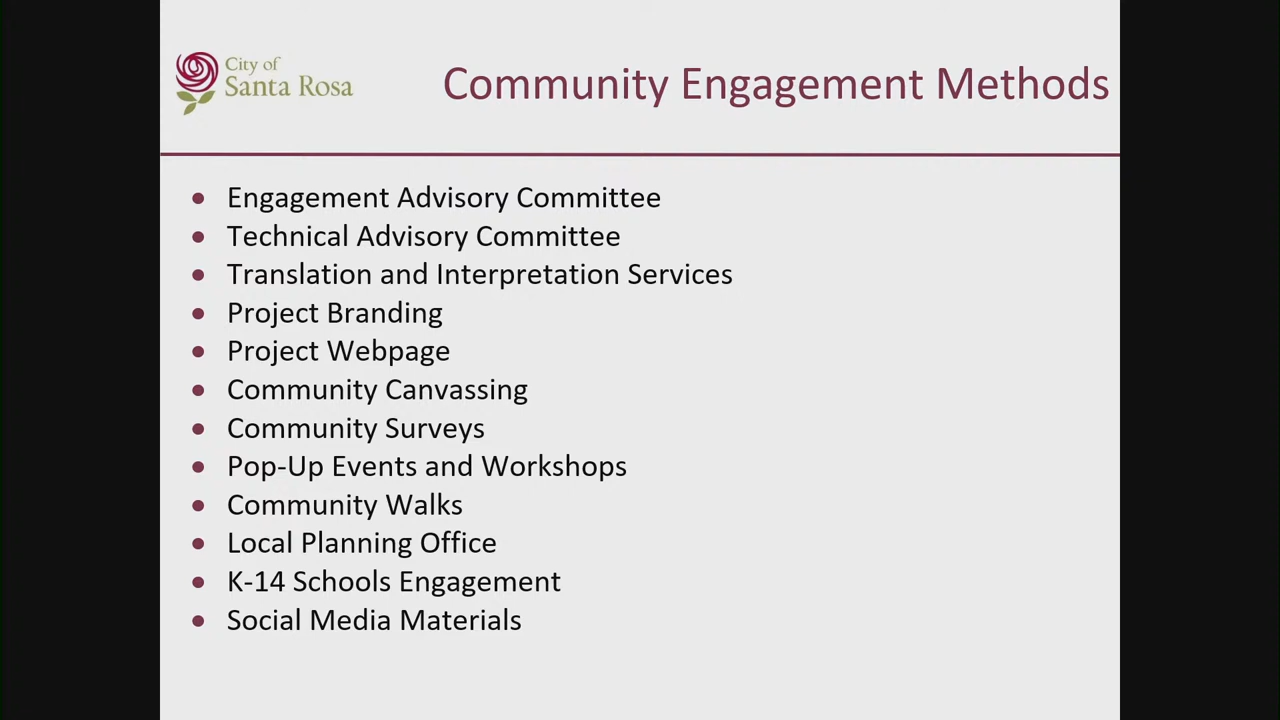 City of
Santa Rosa
Community Engagement Methods
• Engagement Advisory Committee
• Technical Advisory Committee
• Translation and Interpretation Services
• Project Branding
• Project Webpage
• Community Canvassing
• Community Surveys
• Pop-Up Events and Workshops
• Community Walks
• Local Planning Office
• K-14 Schools Engagement
• Social Media Materials